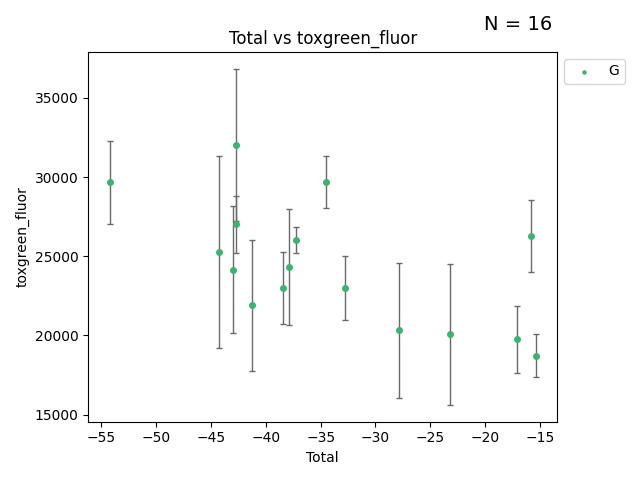 N = 16
Total vs toxgreen_fluor
G
toxgreen_fluor
35000
30000
25000
20000
15000
−55 −50 −45 −40 −35 −30 −25 −20 −15
Total